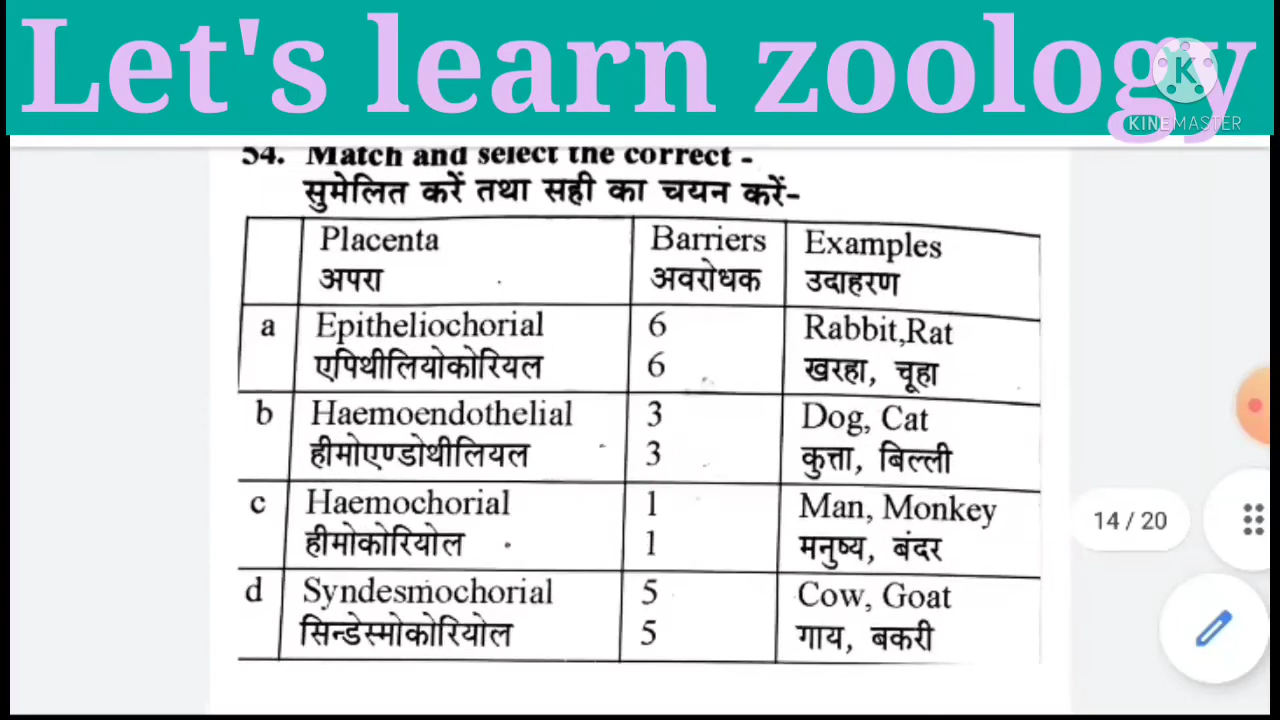 Let's learn zoology
KINEMASTER
54. Match and select the correct -
सुमेलित करें तथा सही का चयन करें-
Placenta Barriers Examples
अपरा अवरोधक उदाहरण
a Epitheliochorial 6 Rabbit,Rat
एपिथीलियोकोरियल 6 खरहा, चूहा
b Haemoendothelial 3 Dog, Cat
हीमोएण्डोथीलियल 3 कुत्ता, बिल्ली
c Haemochorial 1 Man, Monkey
हीमोकोरियोल 1 मनुष्य, बंदर
14 / 20
d Syndesmochorial 5 Cow, Goat
सिन्डेस्मोकोरियोल 5 गाय, बकरी